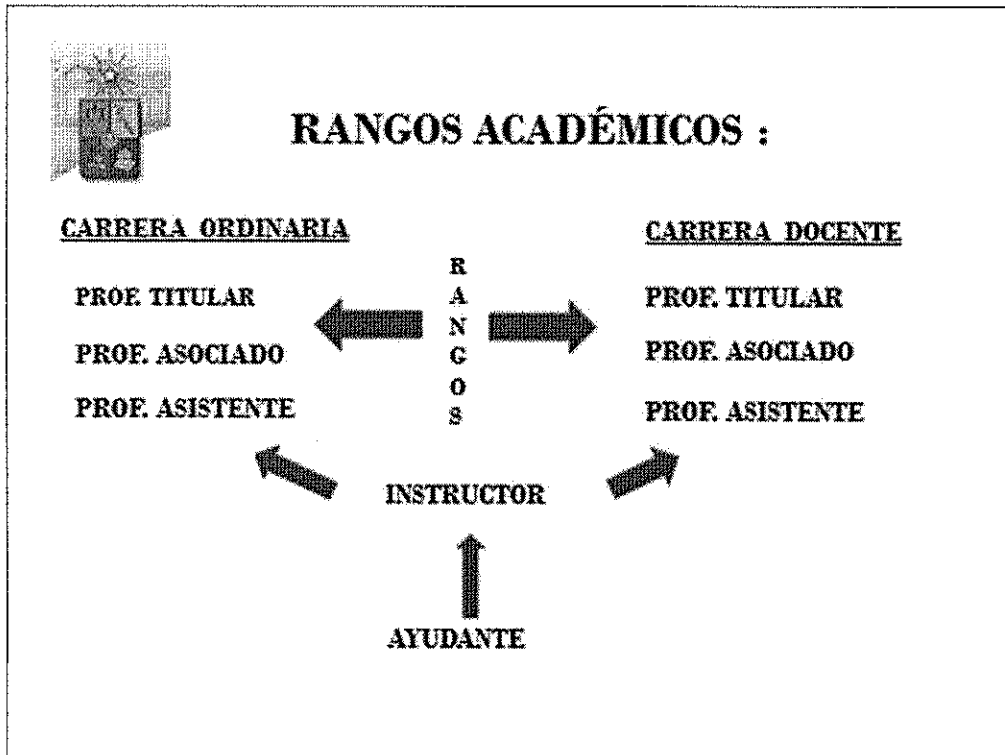 RANGOS ACADÉMICOS :
CARRERA ORDINARIA
PROF. TITULAR
PROF. ASOCIADO
PROF. ASISTENTE
RANGOS
CARRERA DOCENTE
PROF. TITULAR
PROF. ASOCIADO
PROF. ASISTENTE
INSTRUCTOR
AYUDANTE